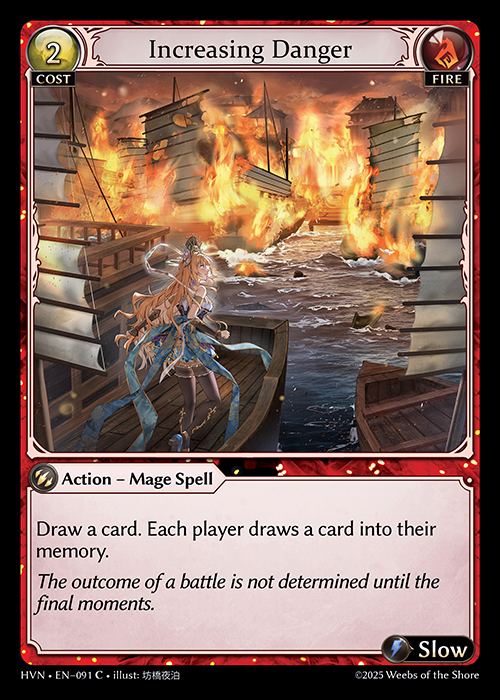 2
Increasing Danger
COST
FIRE
Action – Mage Spell
Draw a card. Each player draws a card into their
memory.
The outcome of a battle is not determined until the
final moments.
Slow
HVN • EN-091 C • illust: 坊橋夜泊
©2025 Weebs of the Shore